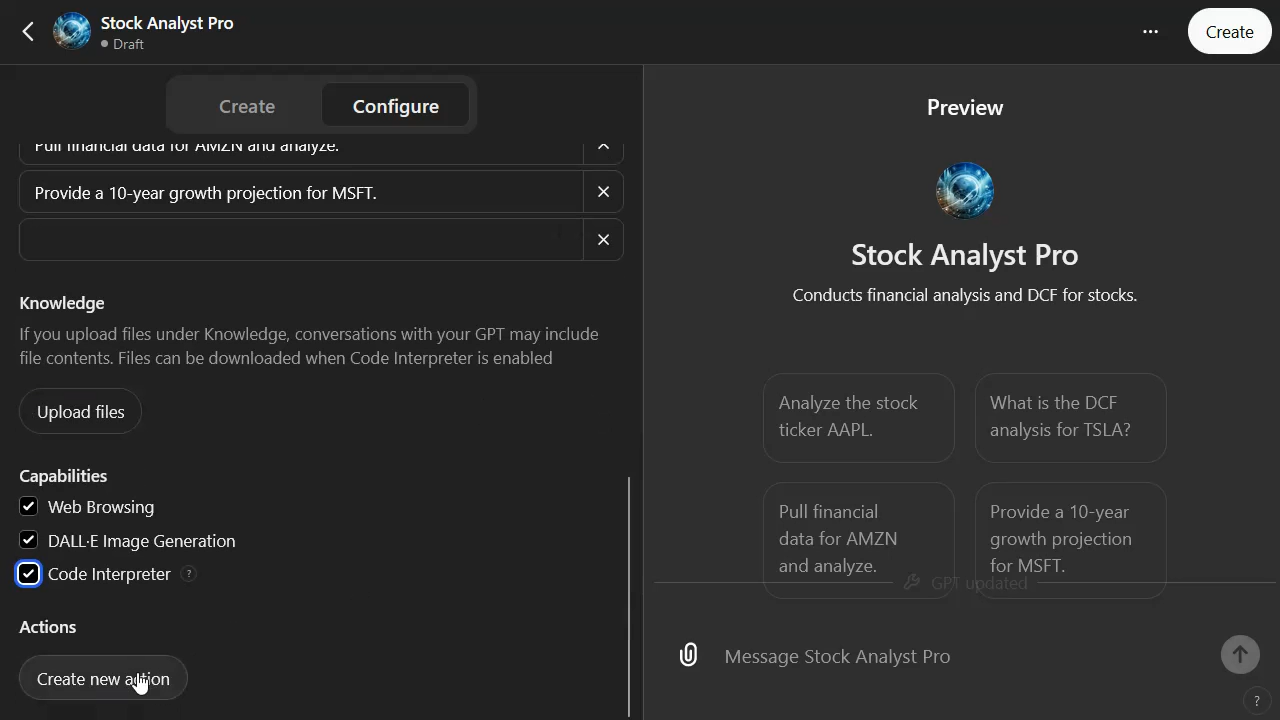 Stock Analyst Pro
Draft
Create
Create
Configure
Preview
Pull financial data for AMZN and analyze.
Provide a 10-year growth projection for MSFT.
Stock Analyst Pro
Conducts financial analysis and DCF for stocks.
Knowledge
If you upload files under Knowledge, conversations with your GPT may include
file contents. Files can be downloaded when Code Interpreter is enabled
Upload files
Analyze the stock
ticker AAPL.
What is the DCF
analysis for TSLA?
Capabilities
Web Browsing
DALL·E Image Generation
Code Interpreter ?
Pull financial
data for AMZN
and analyze.
Provide a 10-year
growth projection
for MSFT.
GPT updated
Actions
Create new action
Message Stock Analyst Pro
?